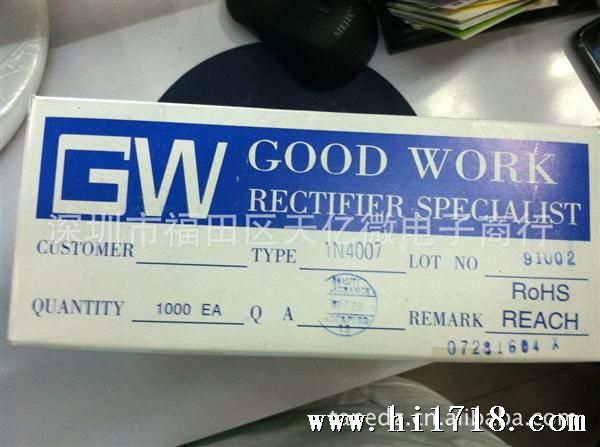 GW
GOOD WORK
RECTIFIER SPECIALIST
深圳市福田区天亿微电子商行
CUSTOMER TYPE 1N4007 LOT NO 91002
RoHS
QUANTITY 1000 EA Q A REMARK REACH
07231604 X
www.hi1718.com